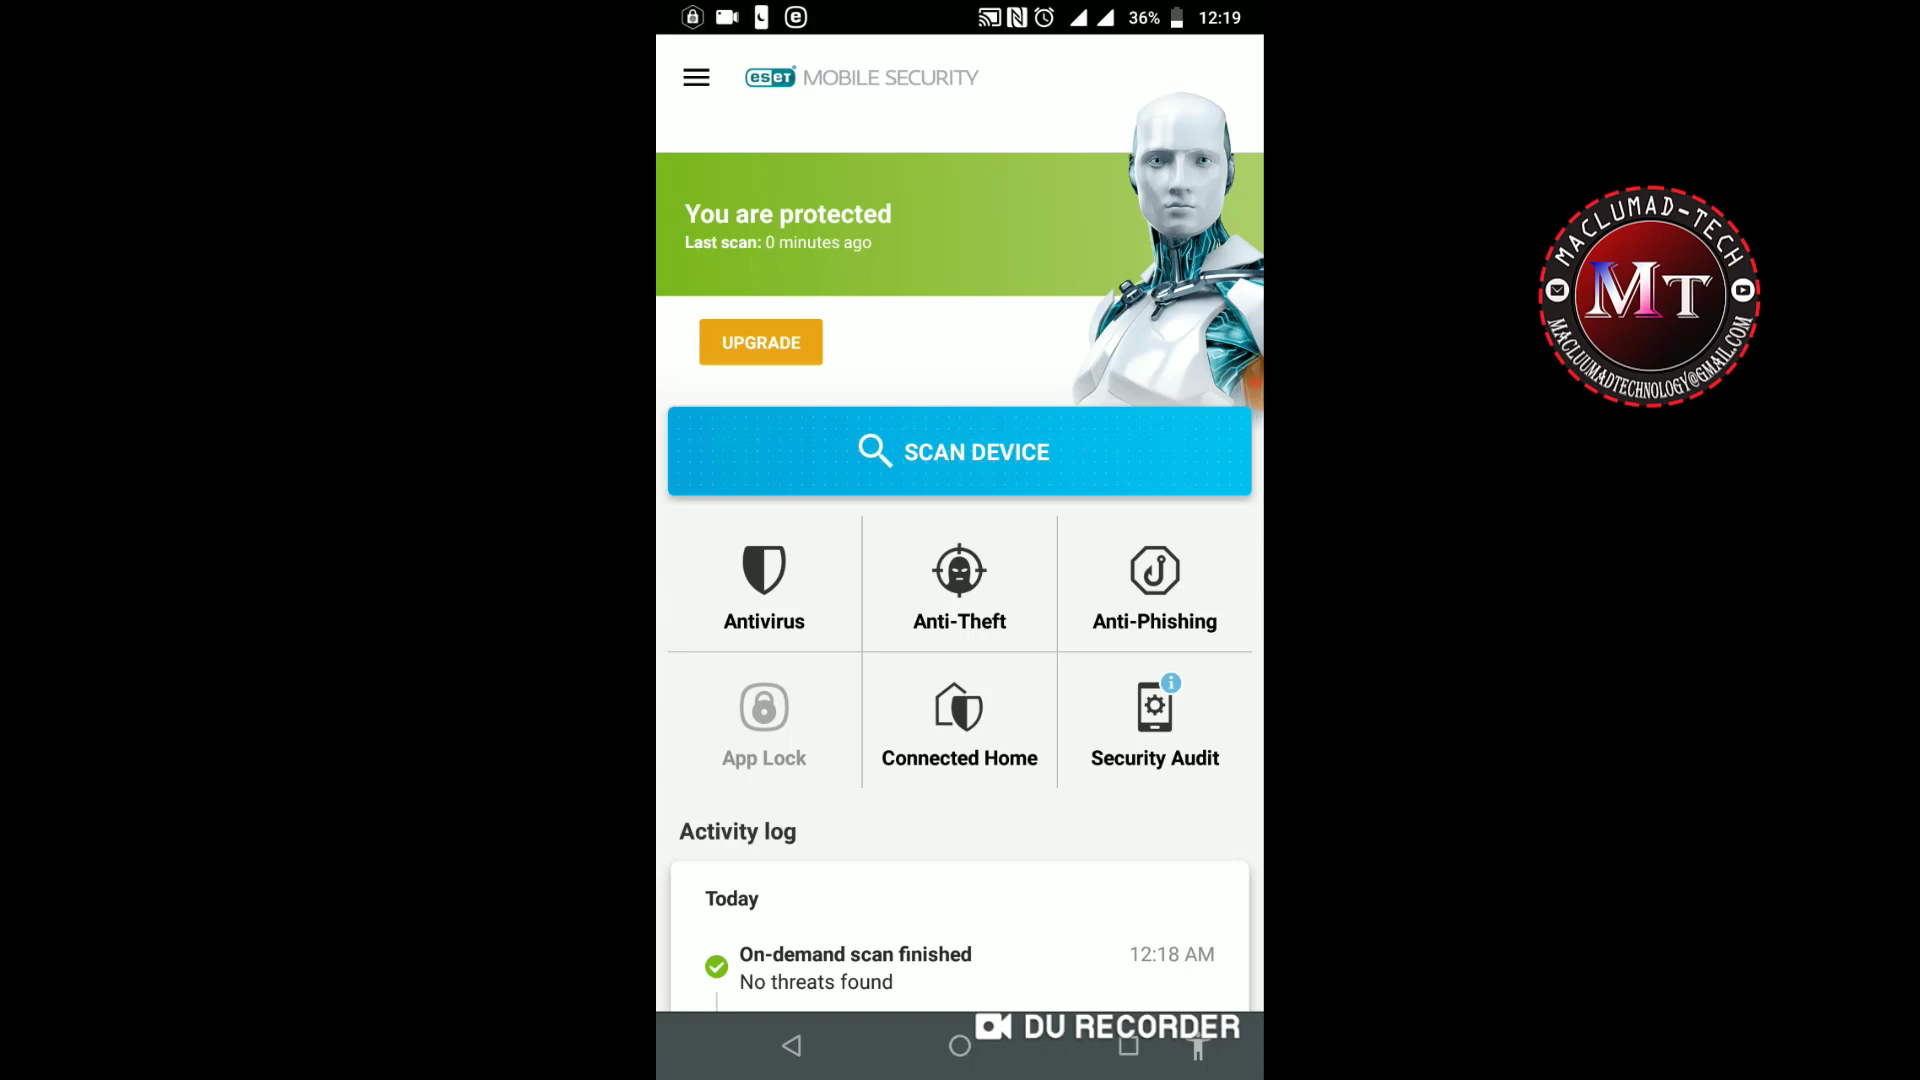 36% 12:19
eseT MOBILE SECURITY
You are protected
Last scan: 0 minutes ago
UPGRADE
SCAN DEVICE
Antivirus
Anti-Theft
Anti-Phishing
App Lock
Connected Home
Security Audit
Activity log
Today
On-demand scan finished
12:18 AM
No threats found
DU RECORDER
MACLUMAD-TECH
MT
MACLUUMADTECHNOLOGY@GMAIL.COM